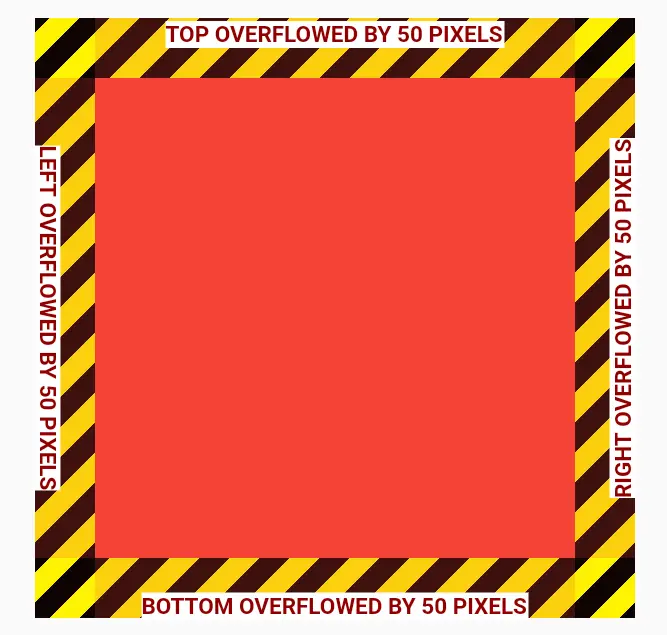 TOP OVERFLOWED BY 50 PIXELS
LEFT OVERFLOWED BY 50 PIXELS
RIGHT OVERFLOWED BY 50 PIXELS
BOTTOM OVERFLOWED BY 50 PIXELS